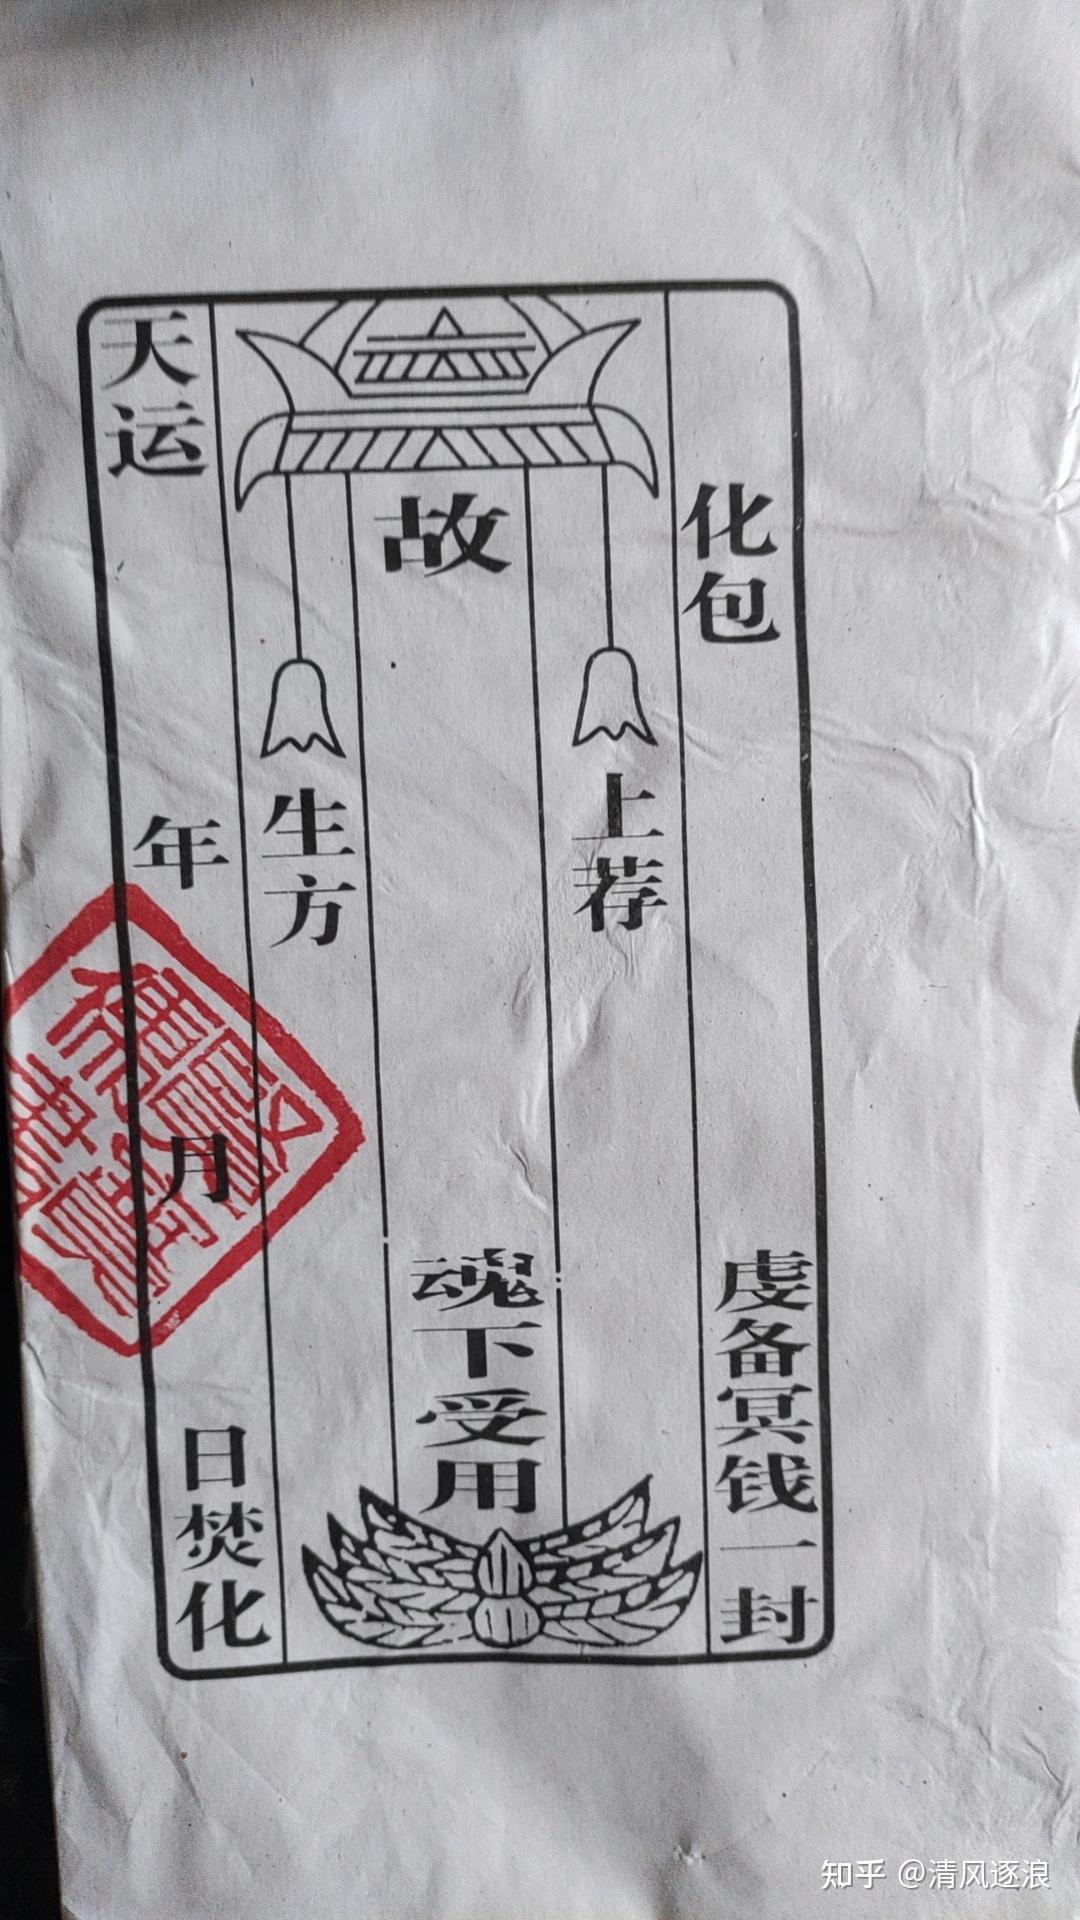 化包 虔备冥钱一封
上荐
故 魂下受用
生方
天运 年 月 日焚化
知乎 @清风逐浪